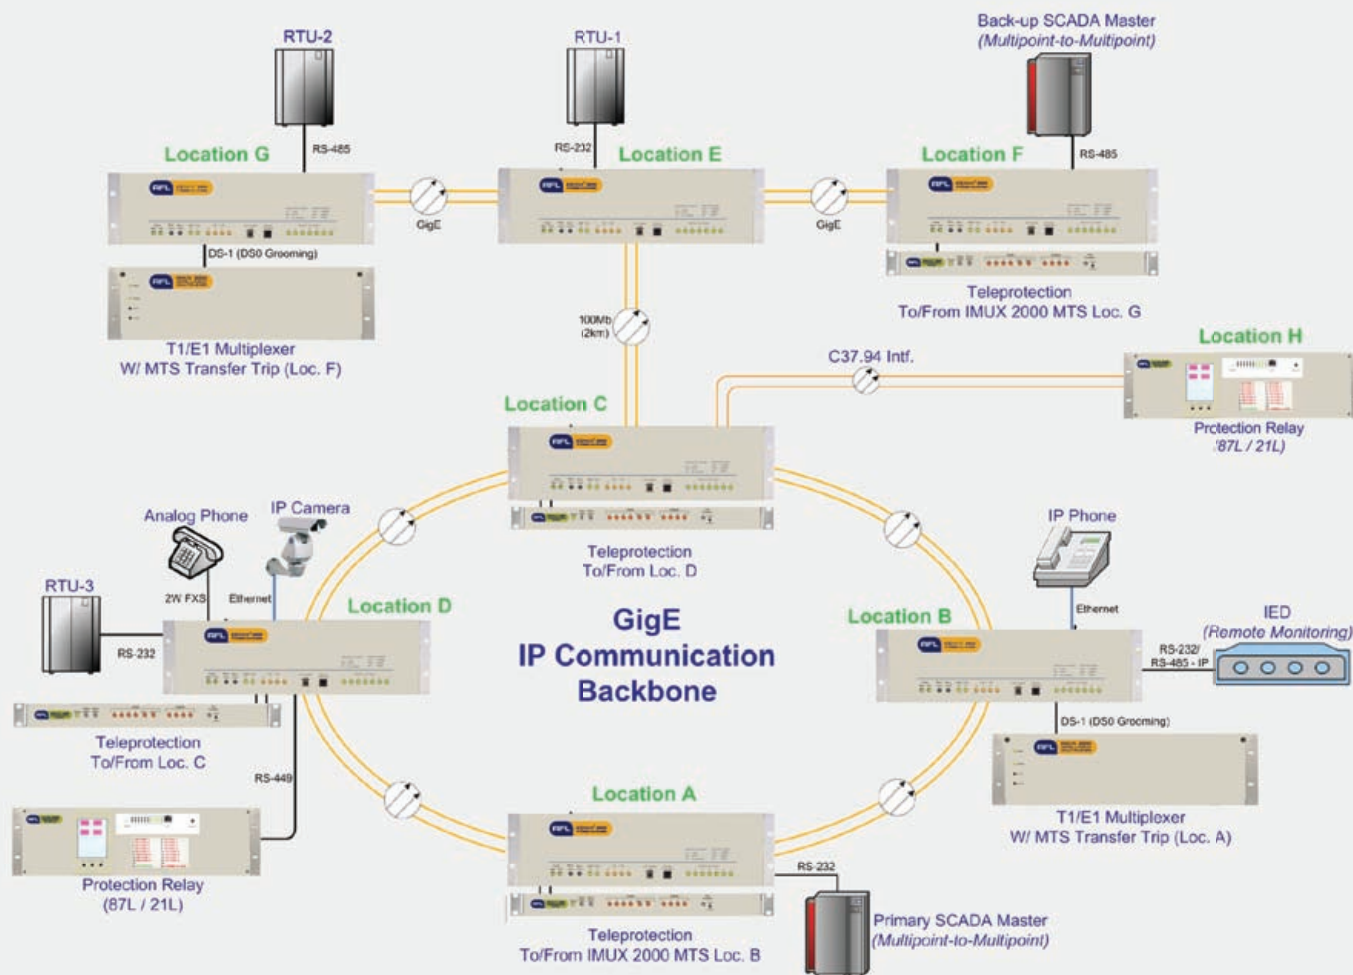 Back-up SCADA Master
(Multipoint-to-Multipoint)
RTU-2
RTU-1
RS-485
RS-232
RS-485
Location G
Location E
Location F
GigE
GigE
DS-1 (DS0 Grooming)
Teleprotection
To/From IMUX 2000 MTS Loc. G
100Mb
(2km)
T1/E1 Multiplexer
W/ MTS Transfer Trip (Loc. F)
Location H
C37.94 Intf.
Location C
Protection Relay
(87L / 21L)
Analog Phone
IP Camera
IP Phone
Teleprotection
To/From Loc. D
RTU-3
2W FXS
Ethernet
Ethernet
Location D
Location B
IED
(Remote Monitoring)
RS-232
RS-232/
RS-485 - IP
GigE
IP Communication
Backbone
DS-1 (DS0 Grooming)
Teleprotection
To/From Loc. C
RS-449
Location A
T1/E1 Multiplexer
W/ MTS Transfer Trip (Loc. A)
RS-232
Protection Relay
(87L / 21L)
Primary SCADA Master
(Multipoint-to-Multipoint)
Teleprotection
To/From IMUX 2000 MTS Loc. B